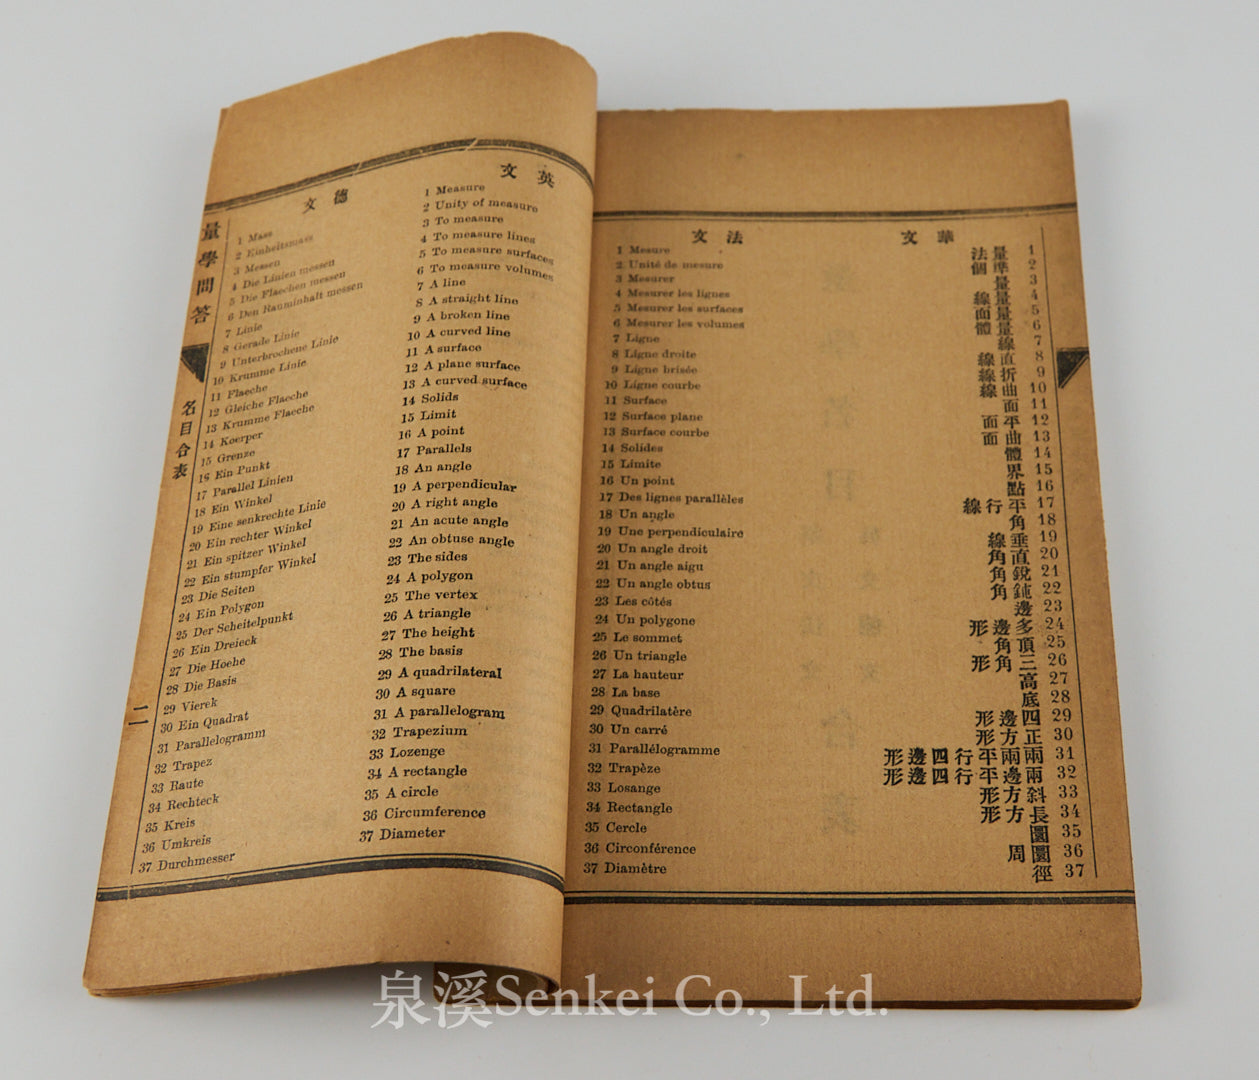 華文
1 量法
2 準個
3 量
4 量線
5 量面
6 量體
7 線
8 直線
9 折線
10 曲線
11 面
12 平面
13 曲面
14 體
15 界
16 點
17 平行線
18 角
19 垂線
20 直角
21 銳角
22 鈍角
23 邊
24 多邊形
25 頂角
26 三角形
27 高
28 底
29 四邊形
30 正方形
31 兩兩平行四邊形
32 兩邊平行四邊形
33 斜方形
34 長方形
35 圜
36 圜周
37 徑
法文
1 Mesure
2 Unité de mesure
3 Mesurer
4 Mesurer les lignes
5 Mesurer les surfaces
6 Mesurer les volumes
7 Ligne
8 Ligne droite
9 Ligne brisée
10 Ligne courbe
11 Surface
12 Surface plane
13 Surface courbe
14 Solides
15 Limite
16 Un point
17 Des lignes parallèles
18 Un angle
19 Une perpendiculaire
20 Un angle droit
21 Un angle aigu
22 Un angle obtus
23 Les côtés
24 Un polygone
25 Le sommet
26 Un triangle
27 La hauteur
28 La base
29 Quadrilatère
30 Un carré
31 Parallélogramme
32 Trapèze
33 Losange
34 Rectangle
35 Cercle
36 Circonférence
37 Diamètre
英文
1 Measure
2 Unity of measure
3 To measure
4 To measure lines
5 To measure surfaces
6 To measure volumes
7 A line
8 A straight line
9 A broken line
10 A curved line
11 A surface
12 A plane surface
13 A curved surface
14 Solids
15 Limit
16 A point
17 Parallels
18 An angle
19 A perpendicular
20 A right angle
21 An acute angle
22 An obtuse angle
23 The sides
24 A polygon
25 The vertex
26 A triangle
27 The height
28 The basis
29 A quadrilateral
30 A square
31 A parallelogram
32 Trapezium
33 Lozenge
34 A rectangle
35 A circle
36 Circumference
37 Diameter
德文
1 Mass
2 Einheitsmass
3 Messen
4 Die Linien messen
5 Die Flaechen messen
6 Den Rauminhalt messen
7 Linie
8 Gerade Linie
9 Unterbrochene Linie
10 Krumme Linie
11 Flaeche
12 Gleiche Flaeche
13 Krumme Flaeche
14 Koerper
15 Grenze
16 Ein Punkt
17 Parallel Linien
18 Ein Winkel
19 Eine senkrechte Linie
20 Ein rechter Winkel
21 Ein spitzer Winkel
22 Ein stumpfer Winkel
23 Die Seiten
24 Ein Polygon
25 Der Scheitelpunkt
26 Ein Dreieck
27 Die Hoehe
28 Die Basis
29 Vierek
30 Ein Quadrat
31 Parallelogramm
32 Trapez
33 Raute
34 Rechteck
35 Kreis
36 Umkreis
37 Durchmesser
量學問答
名目合表
二
泉溪Senkei Co., Ltd.